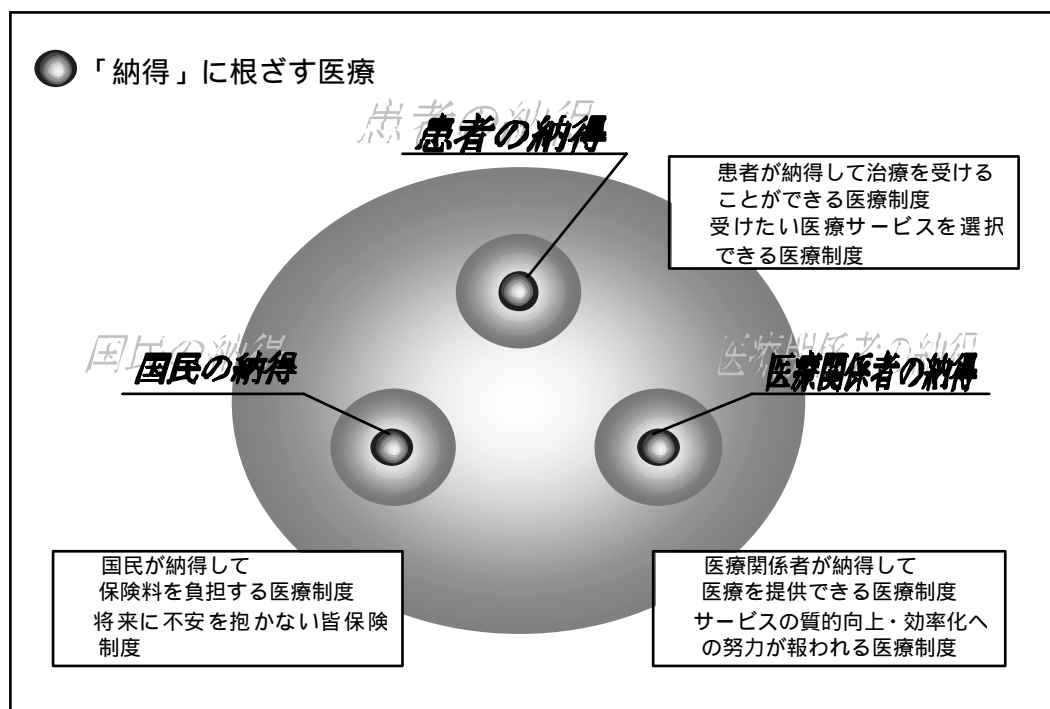 「納得」に根ざす医療
患者の納得
患者が納得して治療を受ける
ことができる医療制度
受けたい医療サービスを選択
できる医療制度
国民の納得
医療関係者の納得
国民が納得して
保険料を負担する医療制度
将来に不安を抱かない皆保険
制度
医療関係者が納得して
医療を提供できる医療制度
サービスの質的向上・効率化へ
の努力が報われる医療制度